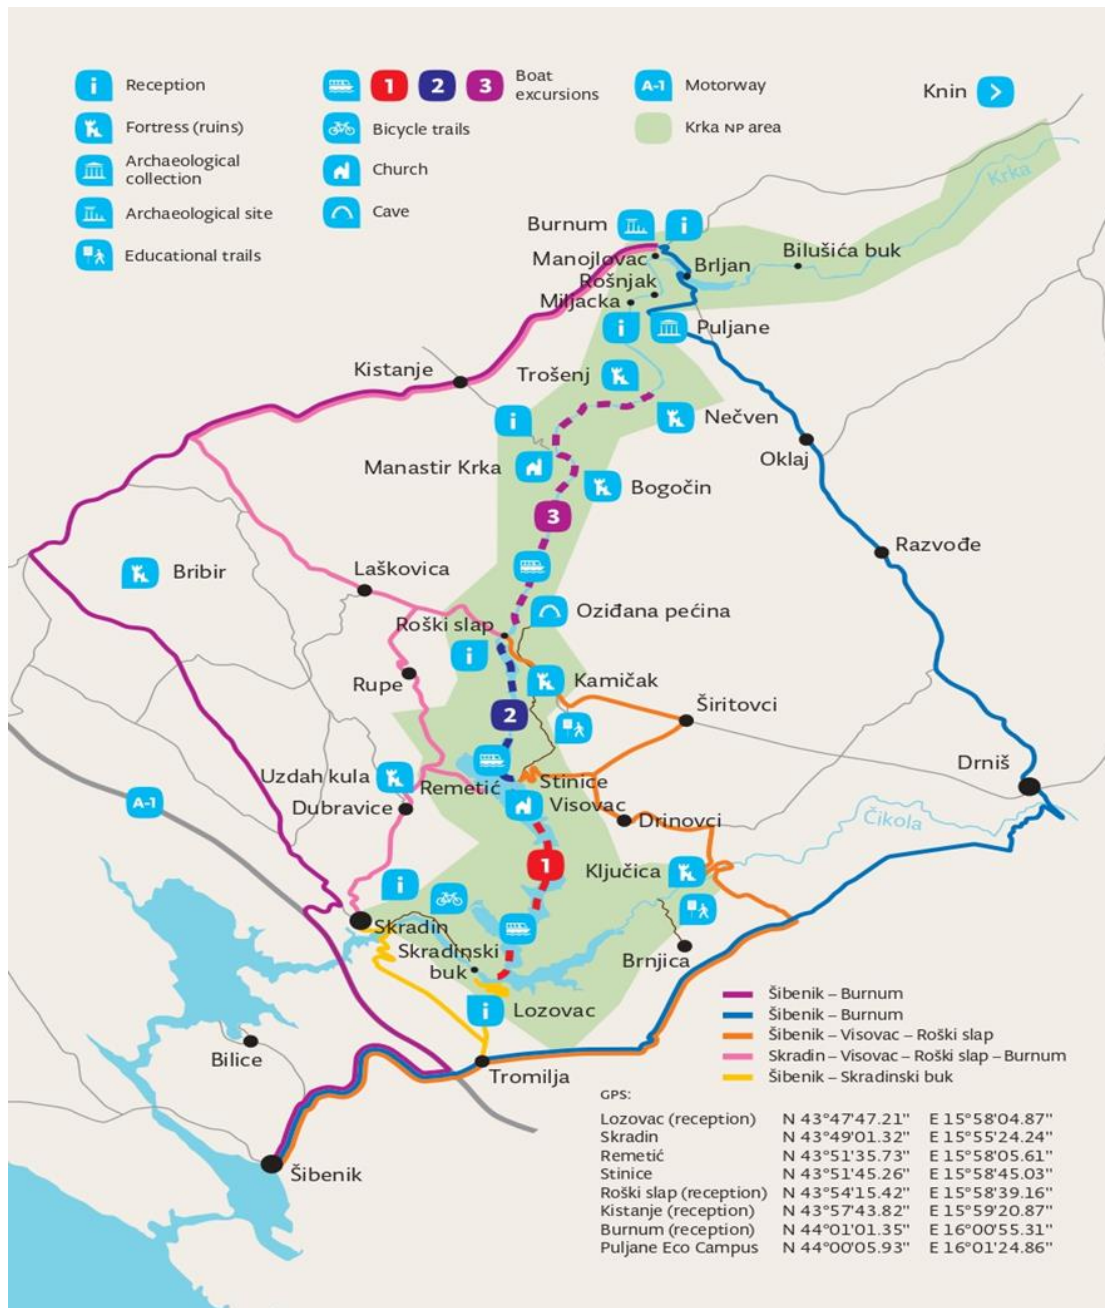 Reception
Fortress (ruins)
Archaeological
collection
Archaeological site
Educational trails
1 2 3 Boat
excursions
Bicycle trails
Church
Cave
A-1 Motorway
Krka NP area
Knin >
Krka
Burnum
Manojlovac
Brljan
Bilušića buk
Rošnjak
Miljacka
Puljane
Kistanje
Trošenj
Nečven
Oklaj
Manastir Krka
Bogočin
3
Razvođe
Bribir
Laškovica
Oziđana pećina
Roški slap
Rupe
Kamičak
2
Širitovci
Drniš
Uzdah kula
Remetić
Stinice
A-1
Dubravice
Visovac
Drinovci
Čikola
1
Ključica
Skradin
Skradinski
buk
Brnjica
Lozovac
Bilice
Tromilja
Šibenik
Šibenik – Burnum
Šibenik – Burnum
Šibenik – Visovac – Roški slap
Skradin – Visovac – Roški slap – Burnum
Šibenik – Skradinski buk
GPS:
Lozovac (reception) N 43°47'47.21" E 15°58'04.87"
Skradin N 43°49'01.32" E 15°55'24.24"
Remetić N 43°51'35.73" E 15°58'05.61"
Stinice N 43°51'45.26" E 15°58'45.03"
Roški slap (reception) N 43°54'15.42" E 15°58'39.16"
Kistanje (reception) N 43°57'43.82" E 15°59'20.87"
Burnum (reception) N 44°01'01.35" E 16°00'55.31"
Puljane Eco Campus N 44°00'05.93" E 16°01'24.86"